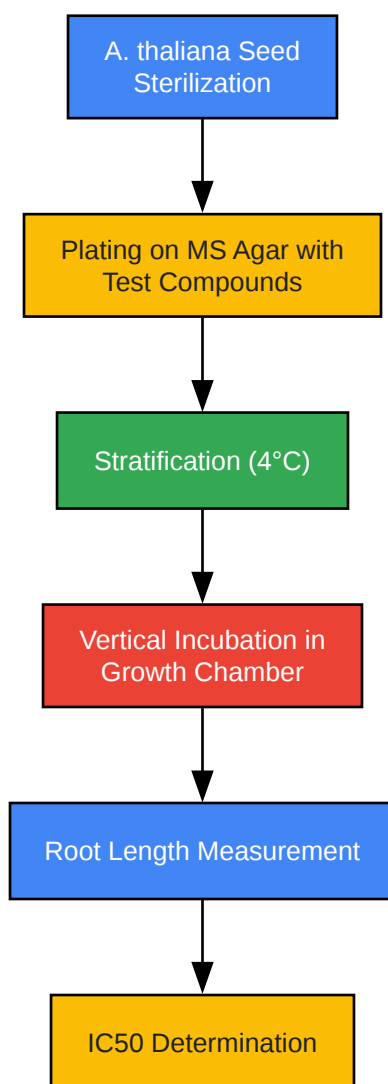 A. thaliana Seed
Sterilization
Plating on MS Agar with
Test Compounds
Stratification (4°C)
Vertical Incubation in
Growth Chamber
Root Length Measurement
IC50 Determination